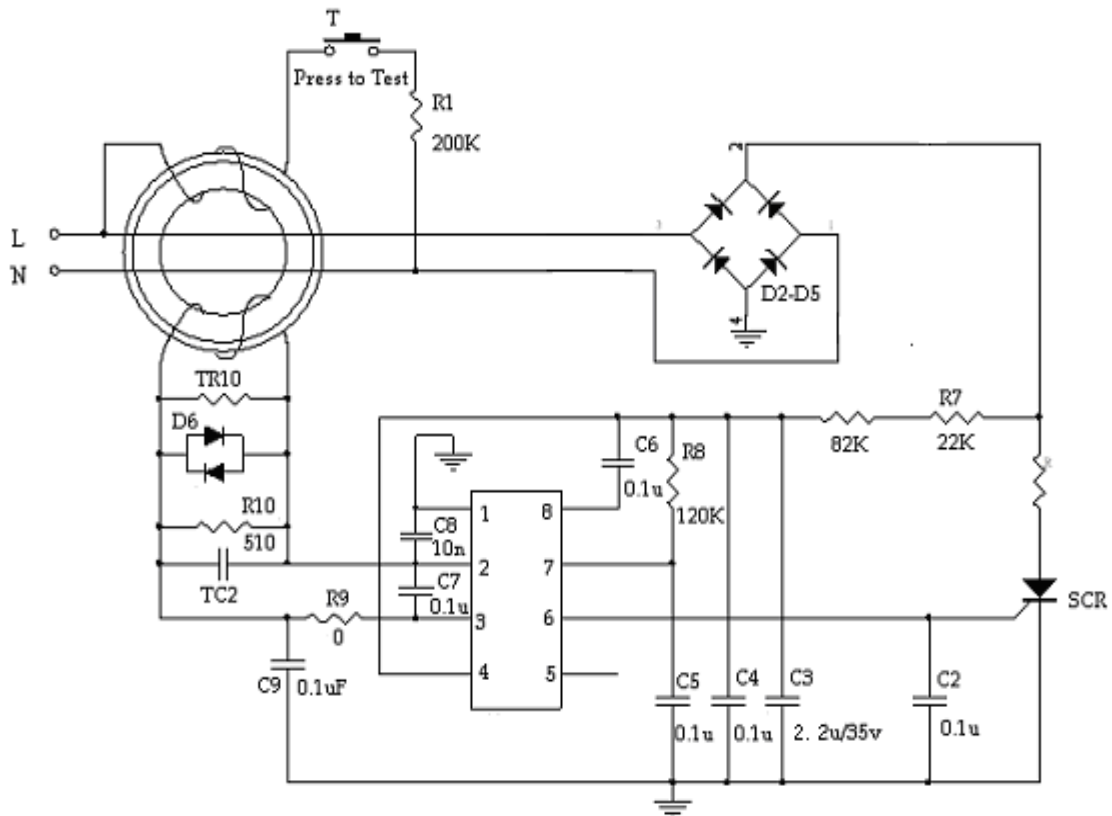 T
Press to Test
R1
200K
2
L
N
D2-D5
4
TR10
D6
R7
82K
22K
C6
R8
0.1u
120K
R10
510
C8
10n
1
8
TC2
C7
0.1u
2
7
R9
0
3
6
SCR
C9
0.1uF
4
5
C5
0.1u
C4
0.1u
C3
2. 2u/35v
C2
0.1u